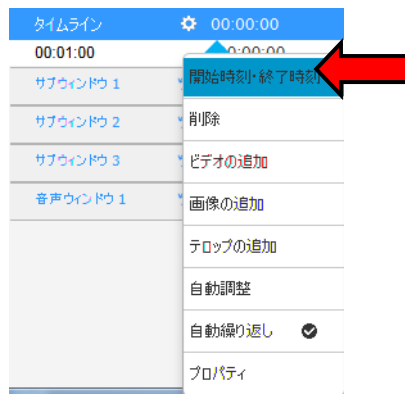 タイムライン 00:00:00
00:01:00 0:00:00
開始時刻・終了時刻
サブウィンドウ 1
サブウィンドウ 2
削除
サブウィンドウ 3
ビデオの追加
音声ウィンドウ 1
画像の追加
テロップの追加
自動調整
自動繰り返し
プロパティ